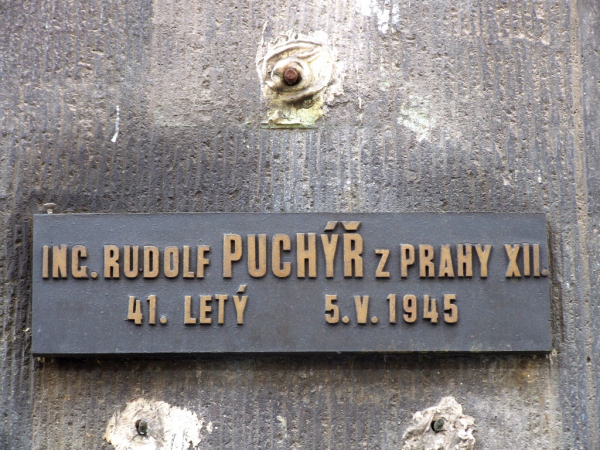 ING. RUDOLF PUCHÝŘ Z PRAHY XII.
41. LETÝ 5.V.1945